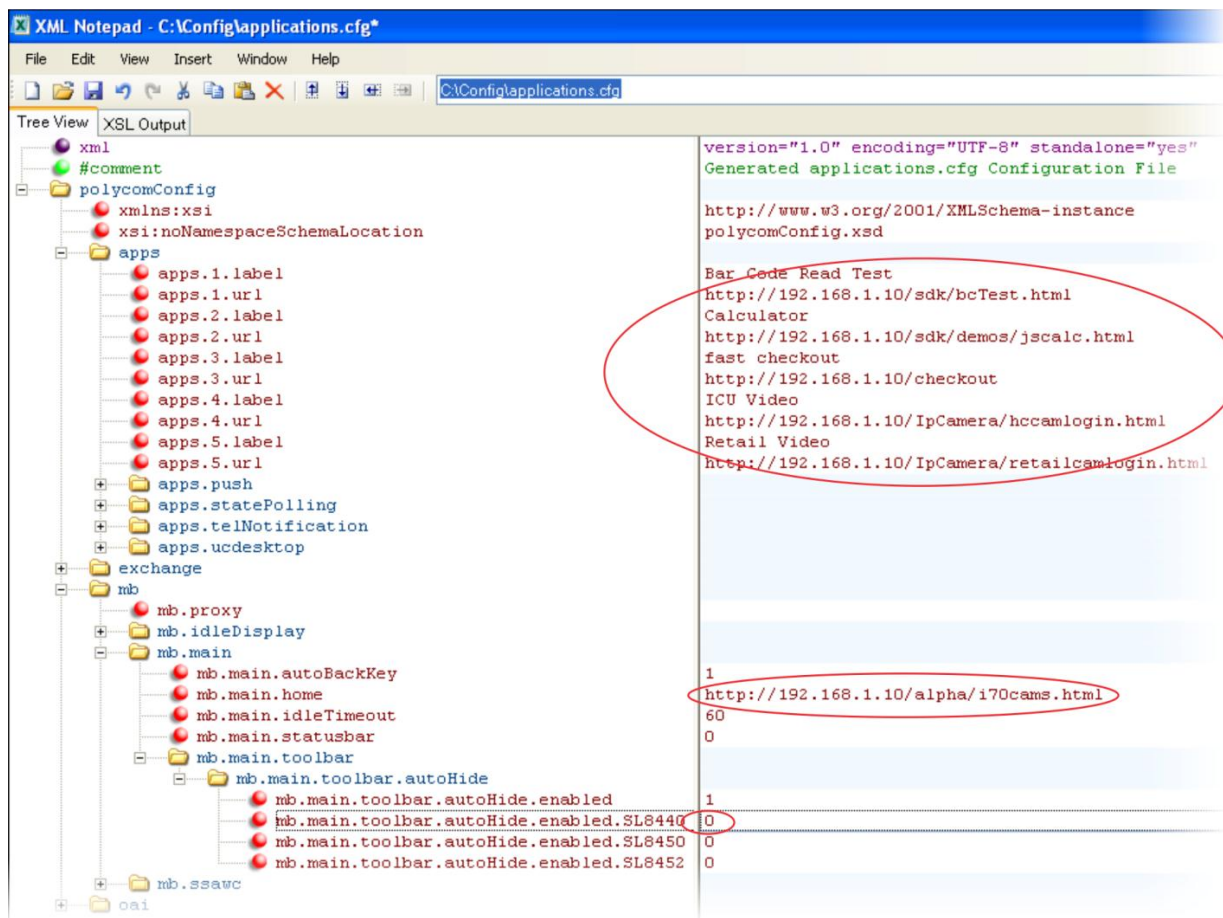 XML Notepad - C:\Config\applications.cfg*
File Edit View Insert Window Help
C:\Config\applications.cfg
Tree View XSL Output
xml version="1.0" encoding="UTF-8" standalone="yes"
#comment Generated applications.cfg Configuration File
polycomConfig
xmlns:xsi http://www.w3.org/2001/XMLSchema-instance
xsi:noNamespaceSchemaLocation polycomConfig.xsd
apps
apps.1.label Bar Code Read Test
apps.1.url http://192.168.1.10/sdk/bcTest.html
apps.2.label Calculator
apps.2.url http://192.168.1.10/sdk/demos/jscalc.html
apps.3.label fast checkout
apps.3.url http://192.168.1.10/checkout
apps.4.label ICU Video
apps.4.url http://192.168.1.10/IpCamera/hccamlogin.html
apps.5.label Retail Video
apps.5.url http://192.168.1.10/IpCamera/retailcamlogin.html
apps.push
apps.statePolling
apps.telNotification
apps.ucdesktop
exchange
mb
mb.proxy
mb.idleDisplay
mb.main
mb.main.autoBackKey 1
mb.main.home http://192.168.1.10/alpha/i70cams.html
mb.main.idleTimeout 60
mb.main.statusbar 0
mb.main.toolbar
mb.main.toolbar.autoHide
mb.main.toolbar.autoHide.enabled 1
mb.main.toolbar.autoHide.enabled.SL8440 0
mb.main.toolbar.autoHide.enabled.SL8450 0
mb.main.toolbar.autoHide.enabled.SL8452 0
mb.ssawc
oai